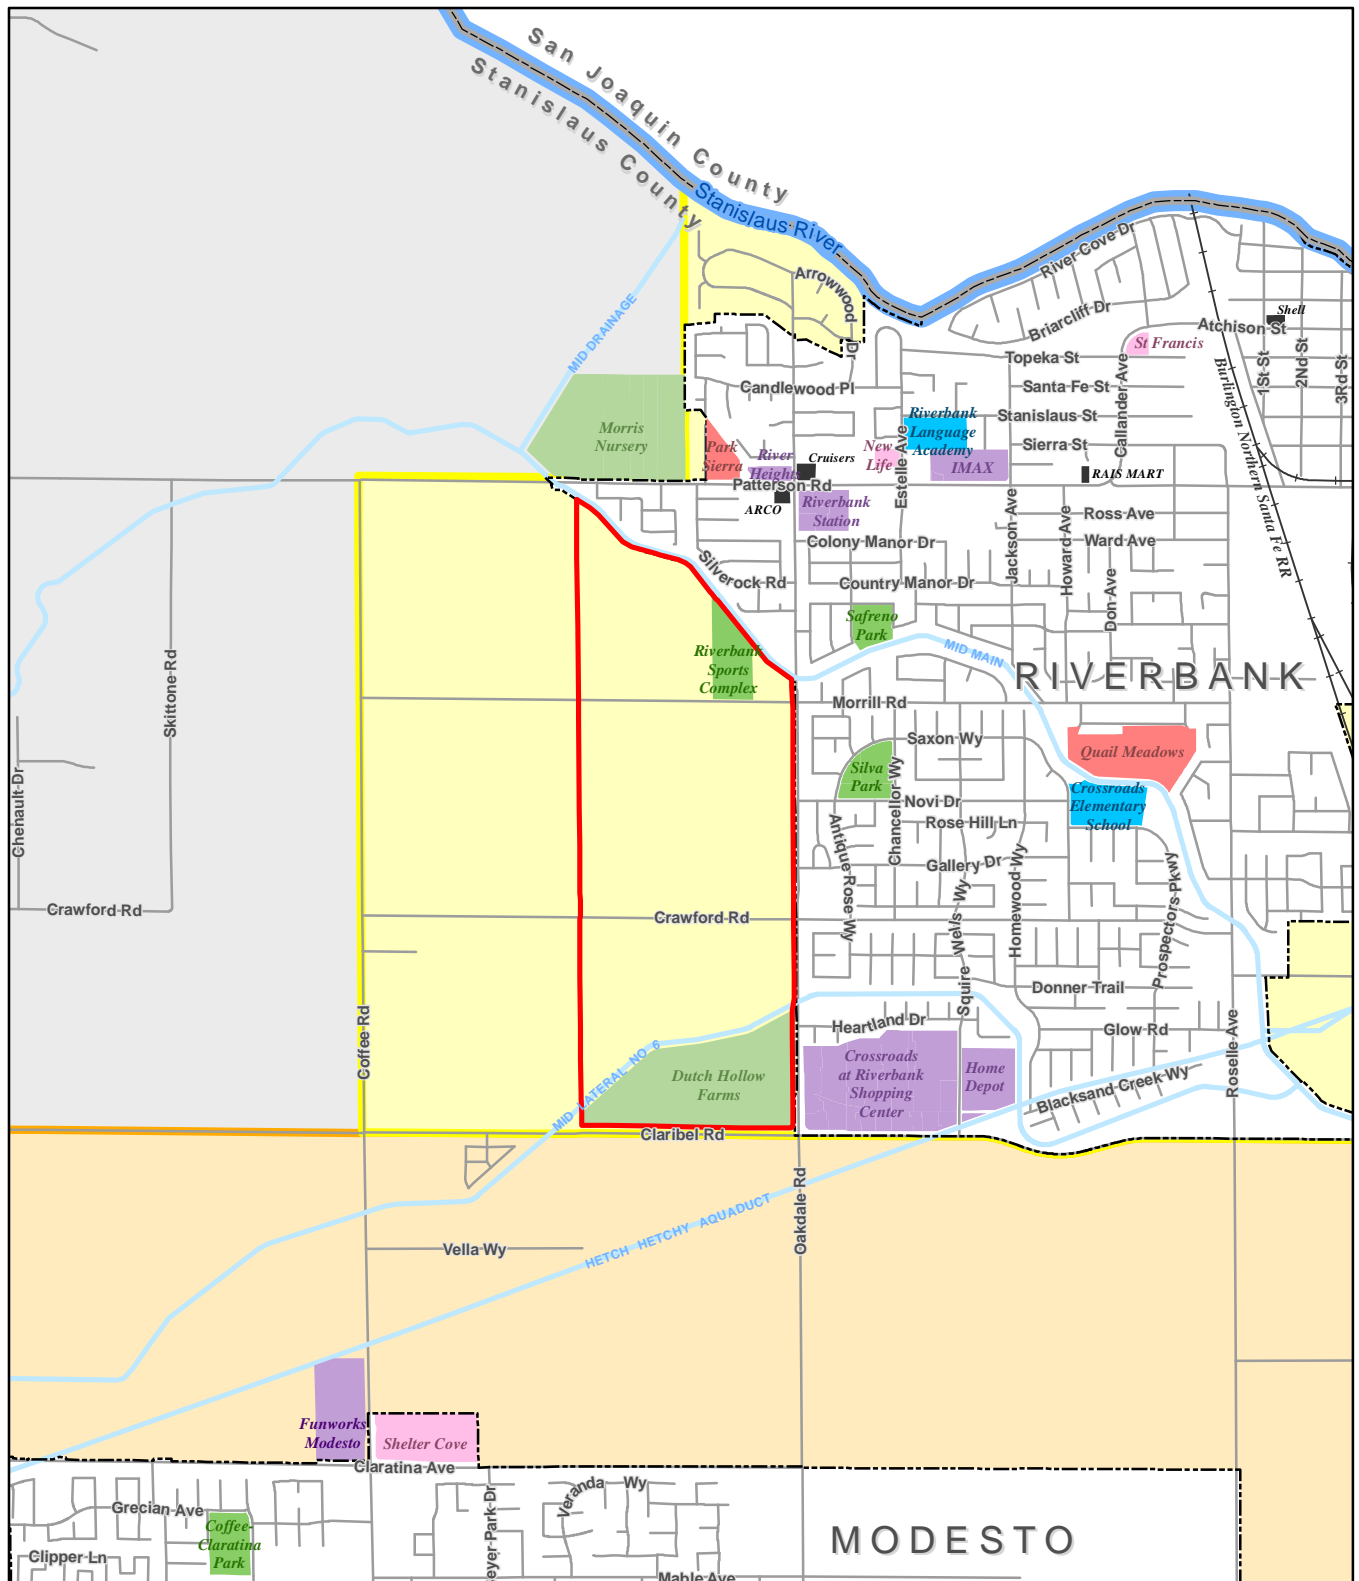 San Joaquin County
Stanislaus County
Stanislaus River
River Cove Dr
Arrowwood
Dr
Briarcliff Dr
Shell
Atchison St
MID DRAINAGE
St Francis
Topeka St
1St St
2Nd St
3Rd St
Candlewood Pl
Santa Fe St
Callander Ave
Burlington Northern Santa Fe RR
Riverbank
Language
Academy
Stanislaus St
Morris
Nursery
Park
Sierra
River
Heights
Cruisers
New
Life
Estelle Ave
Sierra St
IMAX
RAIS MART
Patterson Rd
ARCO
Riverbank
Station
Jackson Ave
Howard Ave
Ross Ave
Colony Manor Dr
Ward Ave
Silverock Rd
Country Manor Dr
Don Ave
Safreno
Park
MID MAIN
Riverbank
Sports
Complex
RIVERBANK
Skittone Rd
Morrill Rd
Saxon Wy
Quail Meadows
Silva
Park
Chancellor Wy
Chenault Dr
Novi Dr
Crossroads
Elementary
School
Rose Hill Ln
Antique Rose Wy
Gallery Dr
Homewood Wy
Prospectors Pkwy
Crawford Rd
Crawford Rd
Squire Wells Wy
Donner Trail
Coffee Rd
Heartland Dr
Glow Rd
Roselle Ave
MID LATERAL NO 6
Dutch Hollow
Farms
Crossroads
at Riverbank
Shopping
Center
Home
Depot
Blacksand Creek Wy
Claribel Rd
Oakdale Rd
HETCH HETCHY AQUADUCT
Vella Wy
Funworks
Modesto
Shelter Cove
Claratina Ave
Grecian Ave
Veranda Wy
Coffee-
Claratina
Park
eyer Park Dr
MODESTO
Clipper Ln
Mable Ave